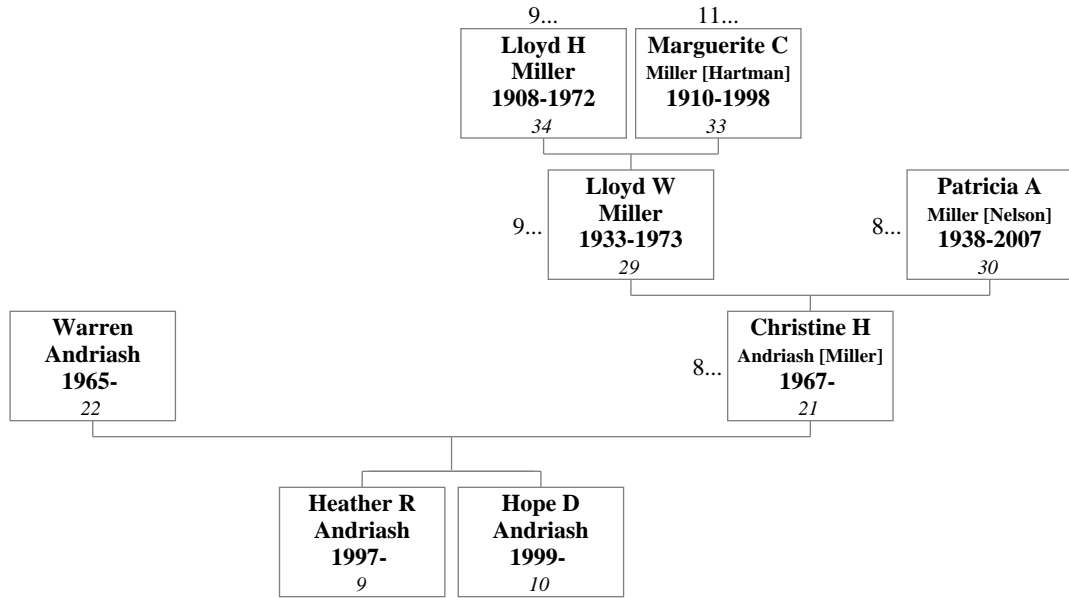 9...
11...
Lloyd H
Miller
1908-1972
34
Marguerite C
Miller [Hartman]
1910-1998
33
9...
Lloyd W
Miller
1933-1973
29
8...
Patricia A
Miller [Nelson]
1938-2007
30
Warren
Andriash
1965-
22
8...
Christine H
Andriash [Miller]
1967-
21
Heather R
Andriash
1997-
9
Hope D
Andriash
1999-
10